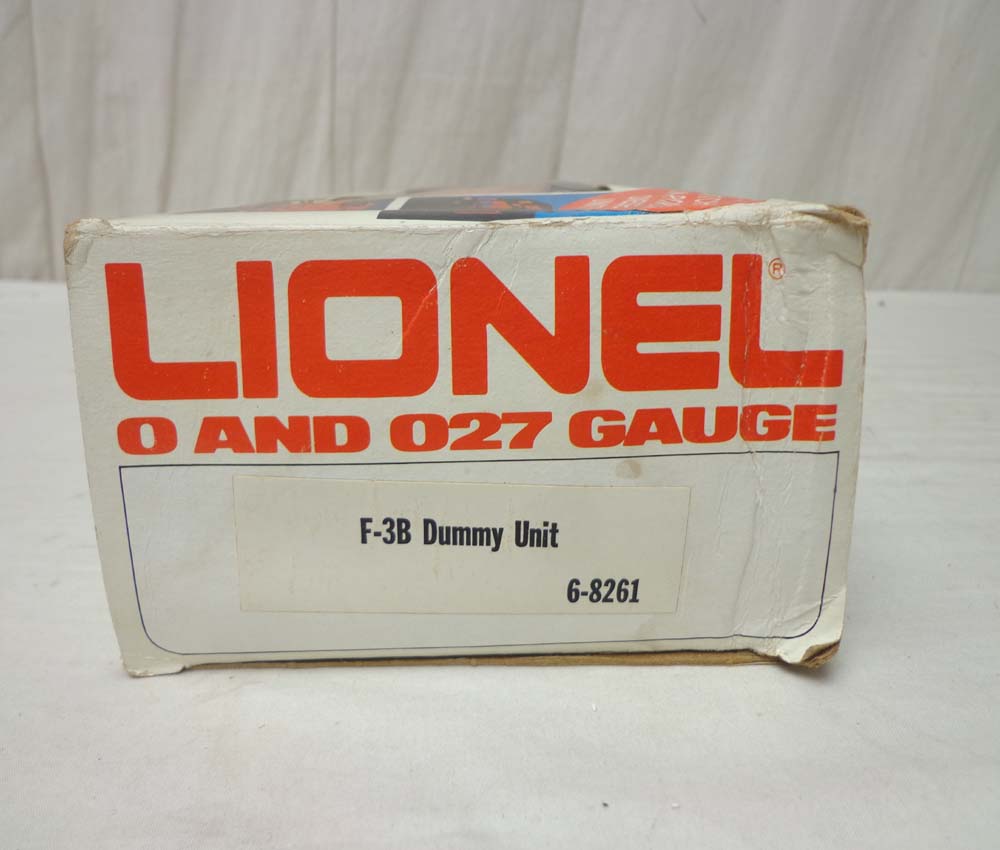 LIONEL®
O AND O27 GAUGE
F-3B Dummy Unit
6-8261